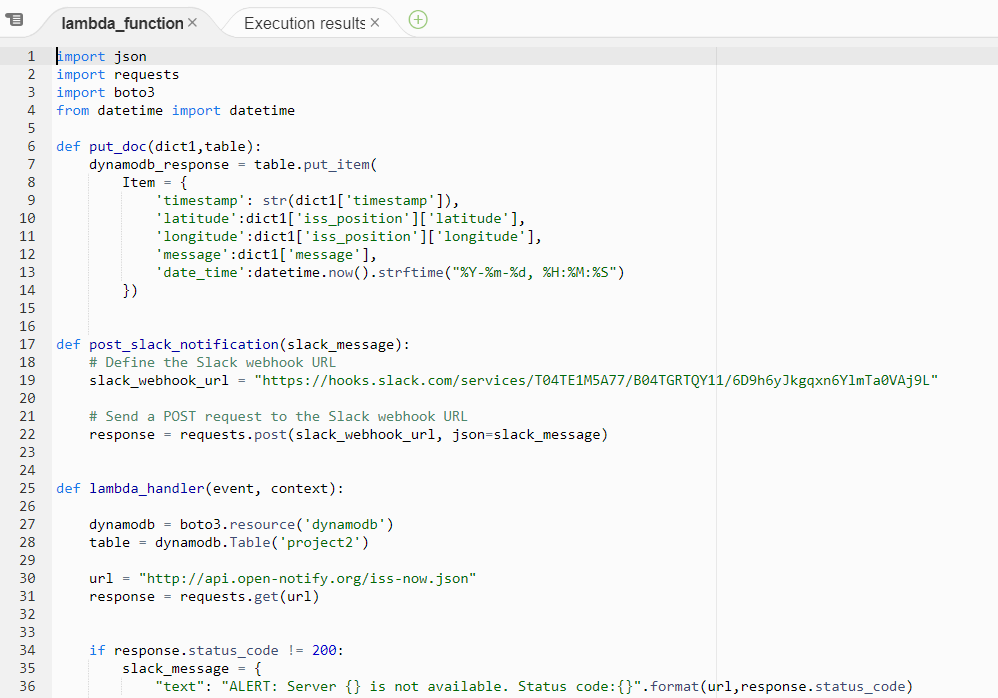 lambda_function × Execution results ×
1 import json
2 import requests
3 import boto3
4 from datetime import datetime
5
6 def put_doc(dict1,table):
7     dynamodb_response = table.put_item(
8         Item = {
9             'timestamp': str(dict1['timestamp']),
10             'latitude':dict1['iss_position']['latitude'],
11             'longitude':dict1['iss_position']['longitude'],
12             'message':dict1['message'],
13             'date_time':datetime.now().strftime("%Y-%m-%d, %H:%M:%S")
14         })
15
16
17 def post_slack_notification(slack_message):
18     # Define the Slack webhook URL
19     slack_webhook_url = "https://hooks.slack.com/services/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"
20
21     # Send a POST request to the Slack webhook URL
22     response = requests.post(slack_webhook_url, json=slack_message)
23
24
25 def lambda_handler(event, context):
26
27     dynamodb = boto3.resource('dynamodb')
28     table = dynamodb.Table('project2')
29
30     url = "http://api.open-notify.org/iss-now.json"
31     response = requests.get(url)
32
33
34     if response.status_code != 200:
35         slack_message = {
36             "text": "ALERT: Server {} is not available. Status code:{}".format(url,response.status_code)